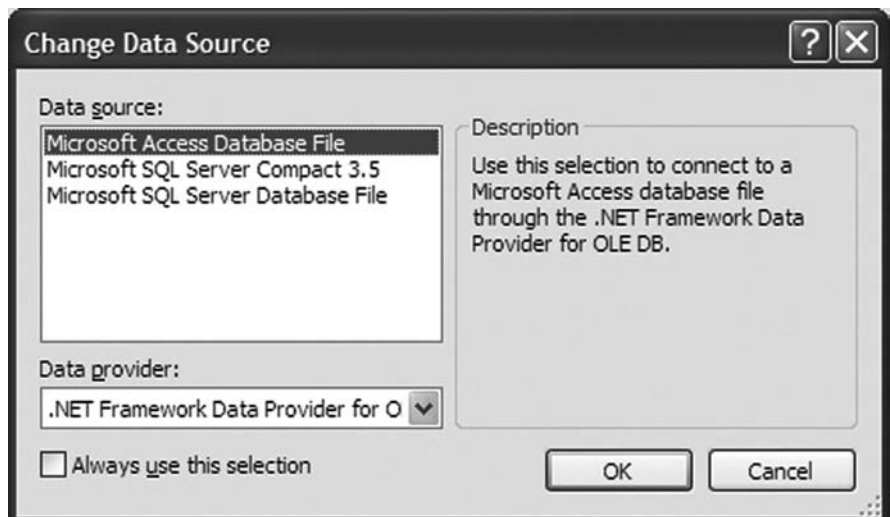 Change Data Source
Data source:
Microsoft Access Database File
Microsoft SQL Server Compact 3.5
Microsoft SQL Server Database File
Description
Use this selection to connect to a
Microsoft Access database file
through the .NET Framework Data
Provider for OLE DB.
Data provider:
.NET Framework Data Provider for O
Always use this selection
OK
Cancel